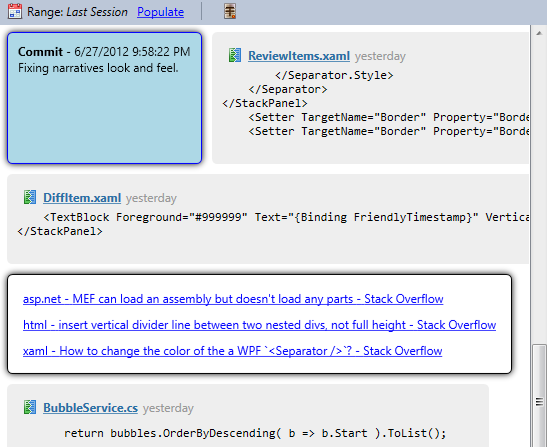 Range: Last Session Populate
Commit - 6/27/2012 9:58:22 PM
Fixing narratives look and feel.
ReviewItems.xaml yesterday
</Separator.Style>
</Separator>
</StackPanel>
<Setter TargetName="Border" Property="Borde
<Setter TargetName="Border" Property="Borde
DiffItem.xaml yesterday
<TextBlock Foreground="#999999" Text="{Binding FriendlyTimestamp}" Vertica
</StackPanel>
asp.net - MEF can load an assembly but doesn't load any parts - Stack Overflow
html - insert vertical divider line between two nested divs, not full height - Stack Overflow
xaml - How to change the color of the a WPF `<Separator />`? - Stack Overflow
BubbleService.cs yesterday
return bubbles.OrderByDescending( b => b.Start ).ToList();